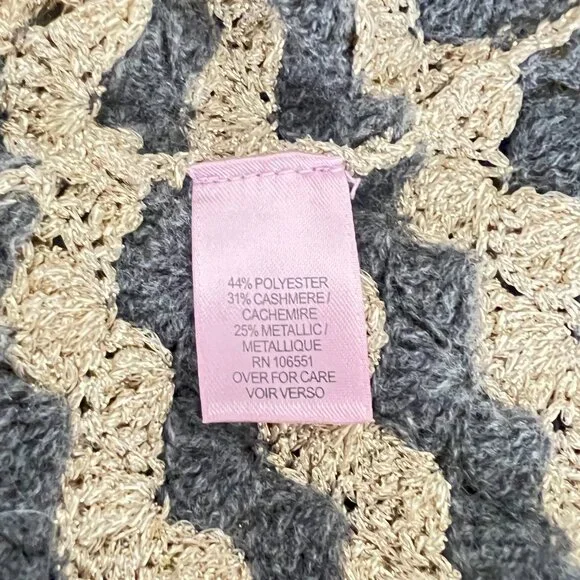 44% POLYESTER
31% CASHMERE /
CACHEMIRE
25% METALLIC /
METALLIQUE
RN 106551
OVER FOR CARE
VOIR VERSO